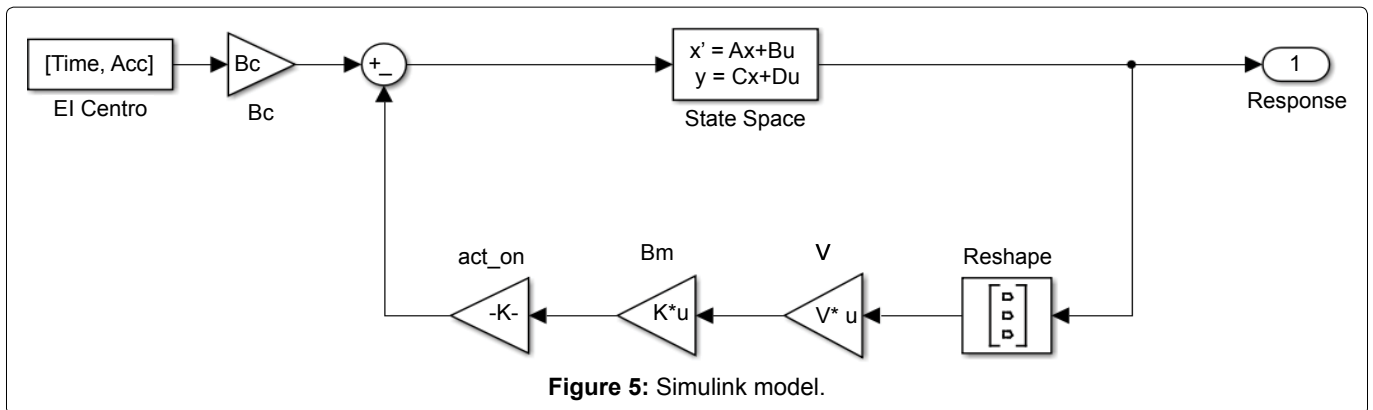 [Time, Acc]
EI Centro
Bc
Bc
+_
x' = Ax+Bu
y = Cx+Du
State Space
1
Response
act_on
-K-
Bm
K*u
V
V* u
Reshape
Figure 5: Simulink model.